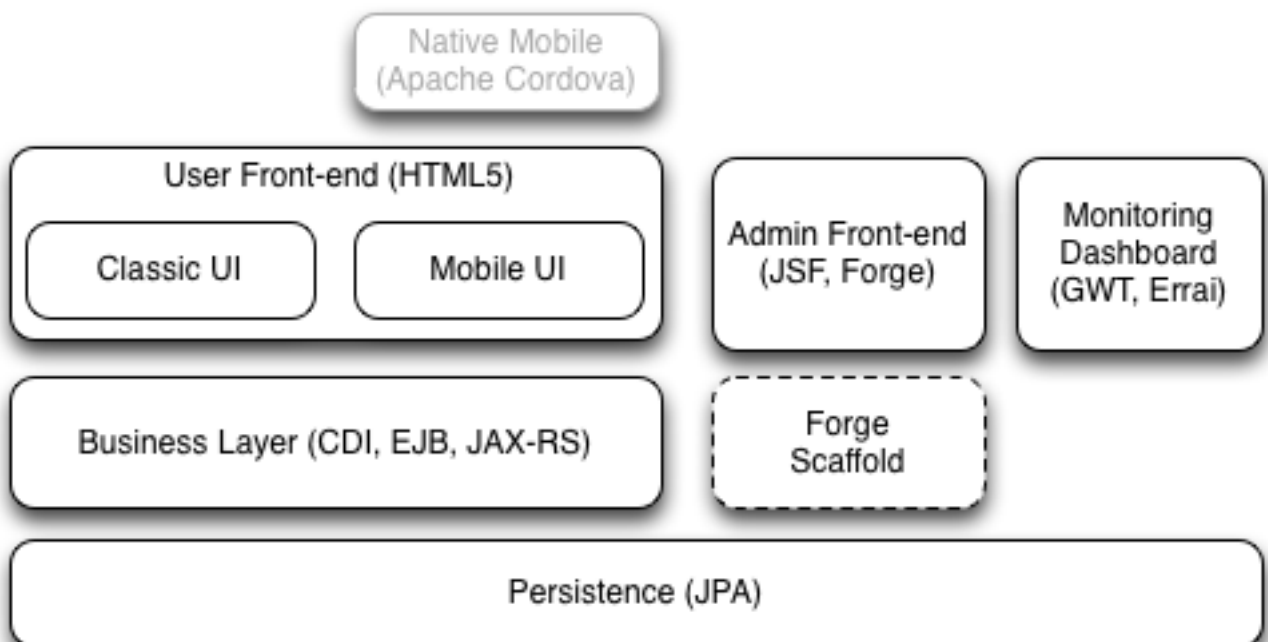 Native Mobile
(Apache Cordova)
User Front-end (HTML5)
Classic UI
Mobile UI
Admin Front-end
(JSF, Forge)
Monitoring
Dashboard
(GWT, Errai)
Business Layer (CDI, EJB, JAX-RS)
Forge
Scaffold
Persistence (JPA)